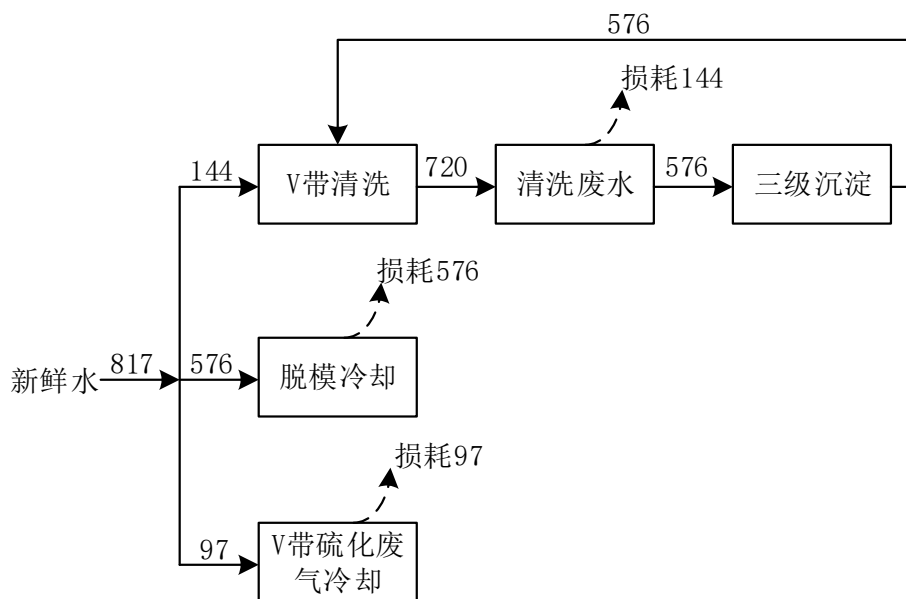 576
损耗144
144
V带清洗
720
清洗废水
576
三级沉淀
损耗576
新鲜水
817
576
脱模冷却
损耗97
97
V带硫化废
气冷却